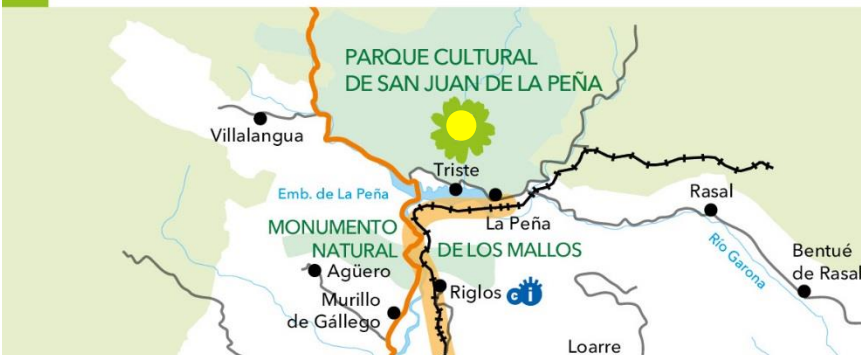 PARQUE CULTURAL
DE SAN JUAN DE LA PEÑA
Villalangua
Triste
Emb. de La Peña
Rasal
La Peña
MONUMENTO
NATURAL
DE LOS MALLOS
Río Garona
Bentué
de Rasal
Agüero
Riglos
ci
Murillo
de Gállego
Loarre